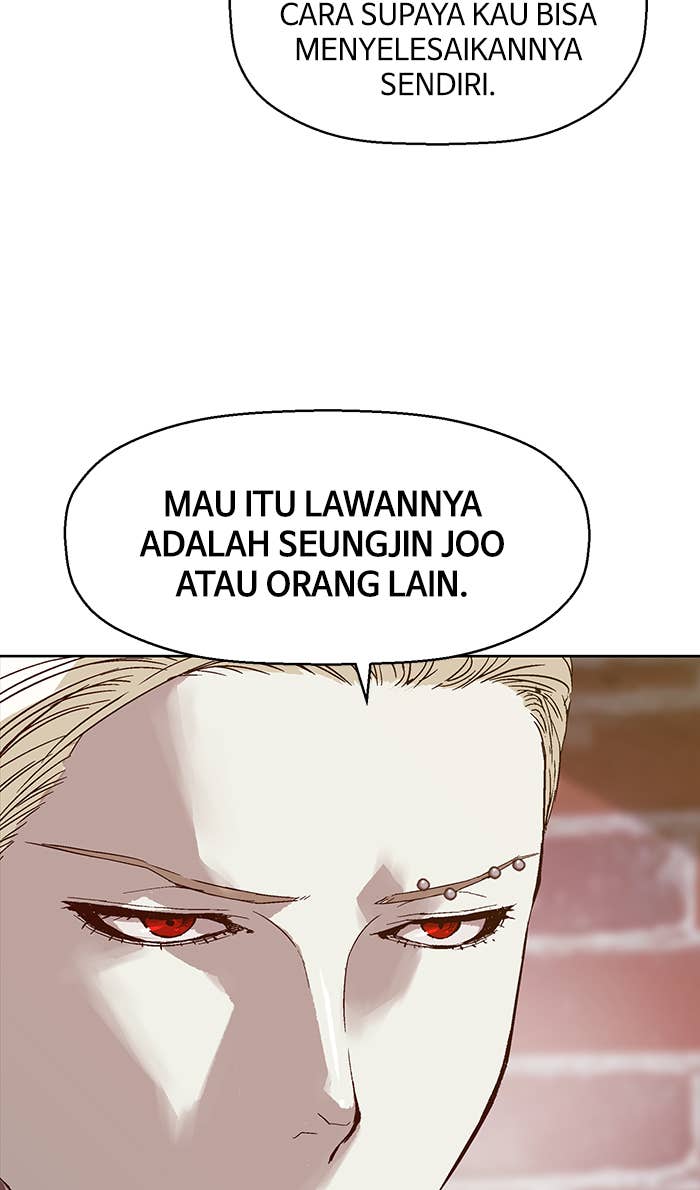 CARA SUPAYA KAU BISA
MENYELESAIKANNYA
SENDIRI.
MAU ITU LAWANNYA
ADALAH SEUNGJIN JOO
ATAU ORANG LAIN.